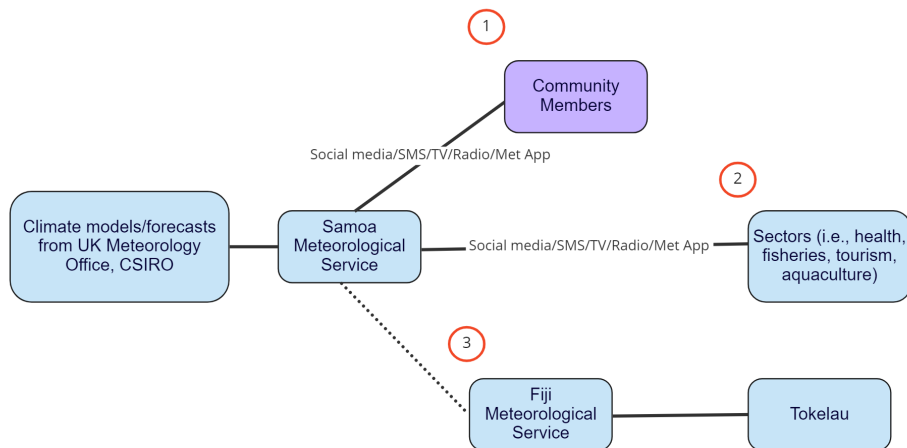 1
Community
Members
Social media/SMS/TV/Radio/Met App
2
Climate models/forecasts
from UK Meteorology
Office, CSIRO
Samoa
Meteorological
Service
Social media/SMS/TV/Radio/Met App
Sectors (i.e., health,
fisheries, tourism,
aquaculture)
3
Fiji
Meteorological
Service
Tokelau